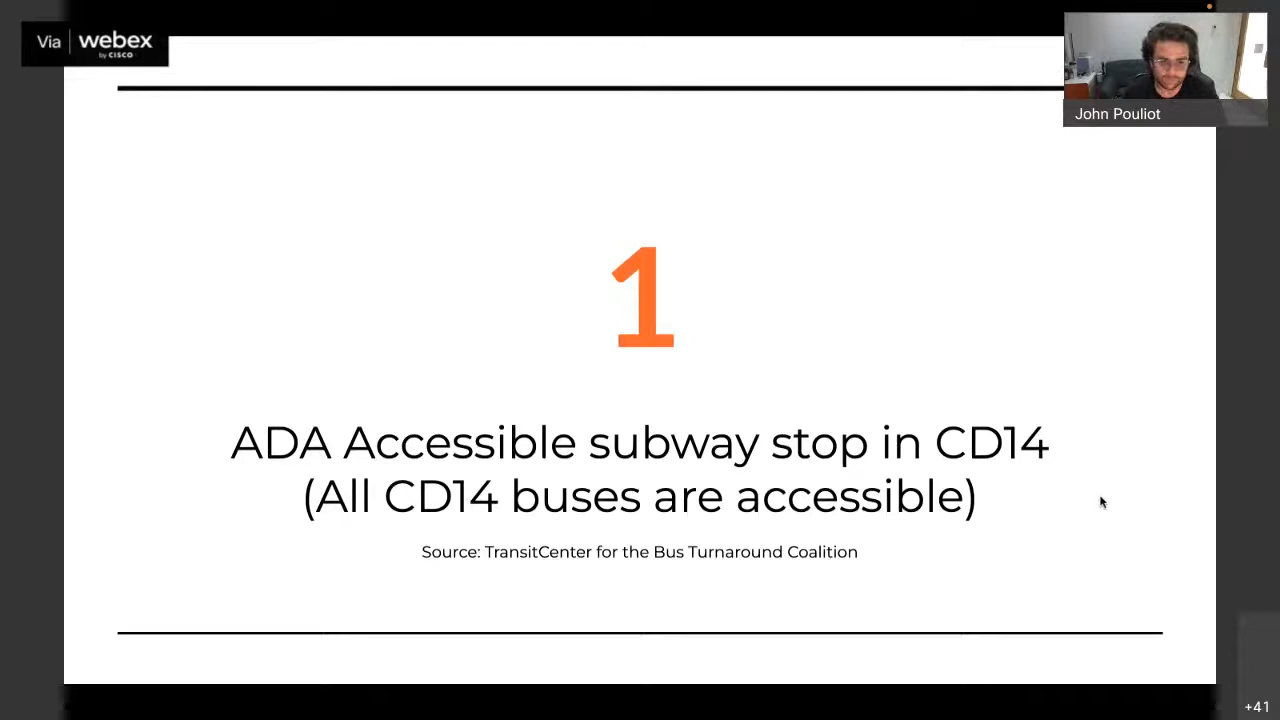 Via webex
by CISCO
John Pouliot
1
ADA Accessible subway stop in CD14
(All CD14 buses are accessible)
Source: TransitCenter for the Bus Turnaround Coalition
+41